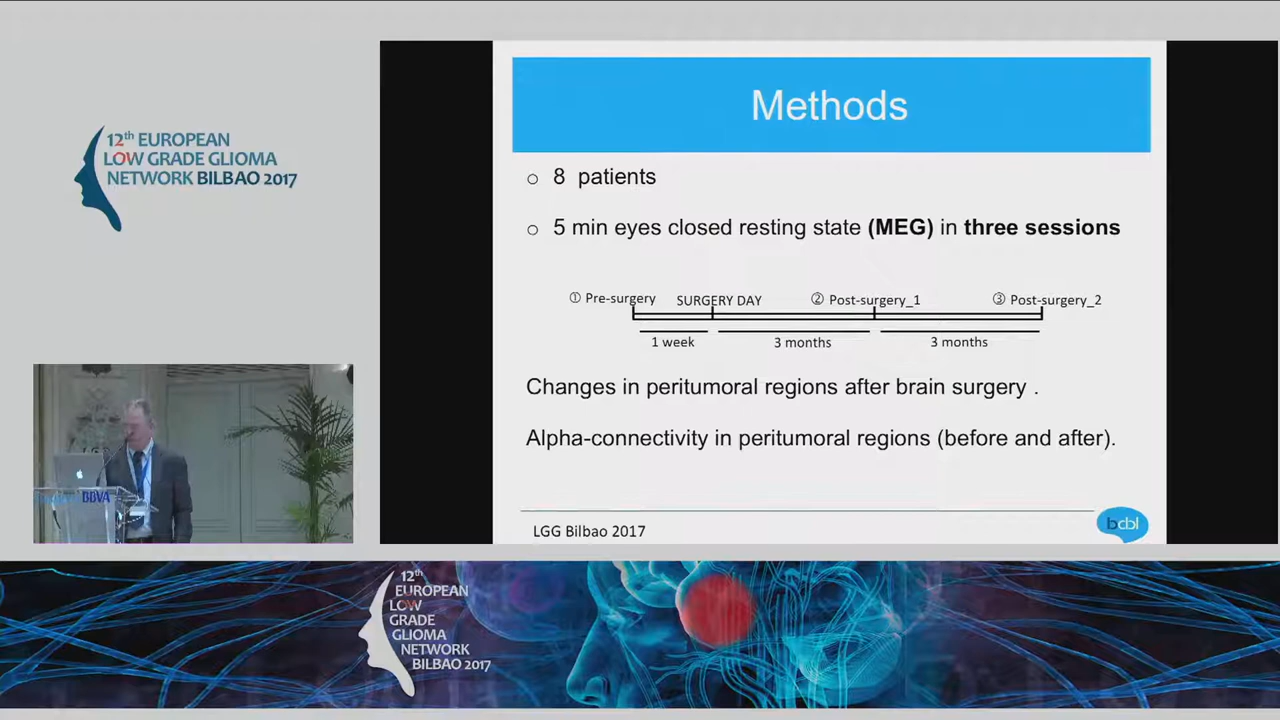 12th EUROPEAN
LOW GRADE GLIOMA
NETWORK BILBAO 2017
Methods
8 patients
5 min eyes closed resting state (MEG) in three sessions
① Pre-surgery SURGERY DAY ② Post-surgery_1 ③ Post-surgery_2
1 week 3 months 3 months
Changes in peritumoral regions after brain surgery .
Alpha-connectivity in peritumoral regions (before and after).
LGG Bilbao 2017
bcbl
BBVA
12th
EUROPEAN
LOW
GRADE
GLIOMA
NETWORK
BILBAO 2017